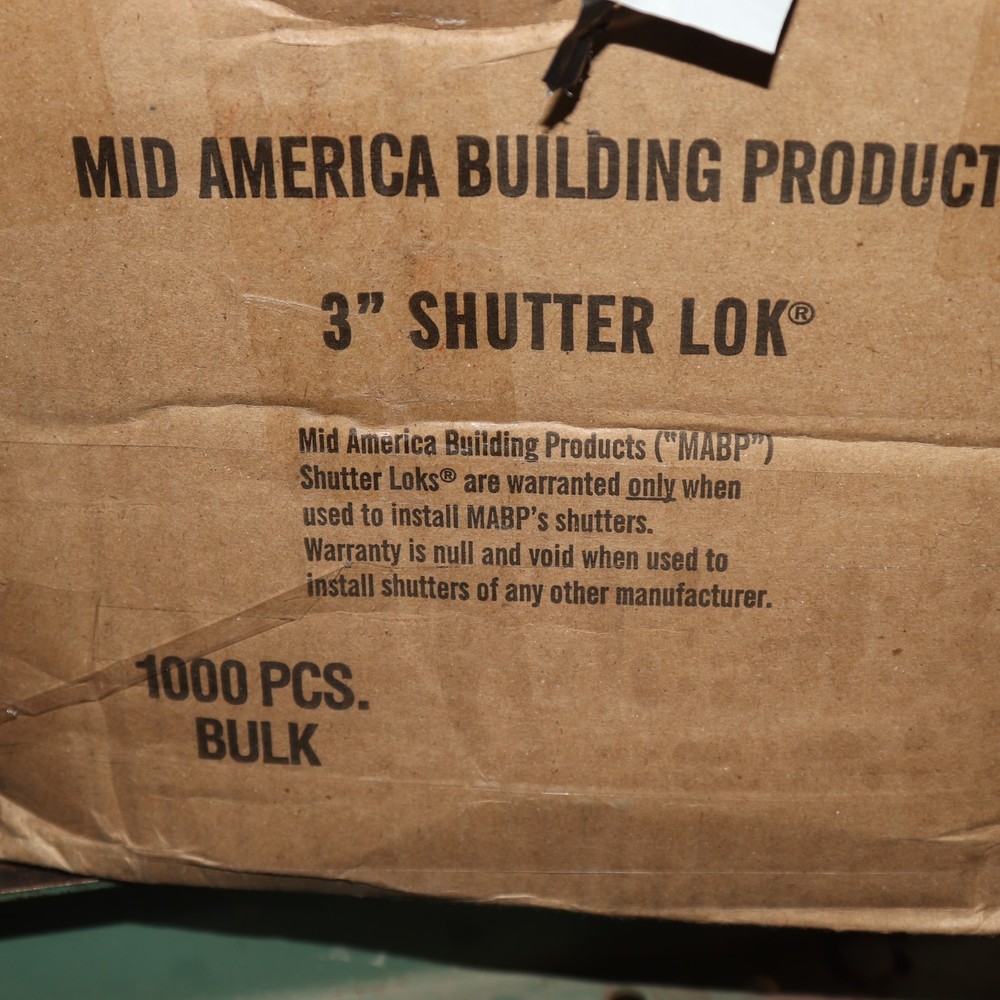 MID AMERICA BUILDING PRODUCT
3” SHUTTER LOK®
Mid America Building Products (“MABP”)
Shutter Loks® are warranted only when
used to install MABP’s shutters.
Warranty is null and void when used to
install shutters of any other manufacturer.
1000 PCS.
BULK